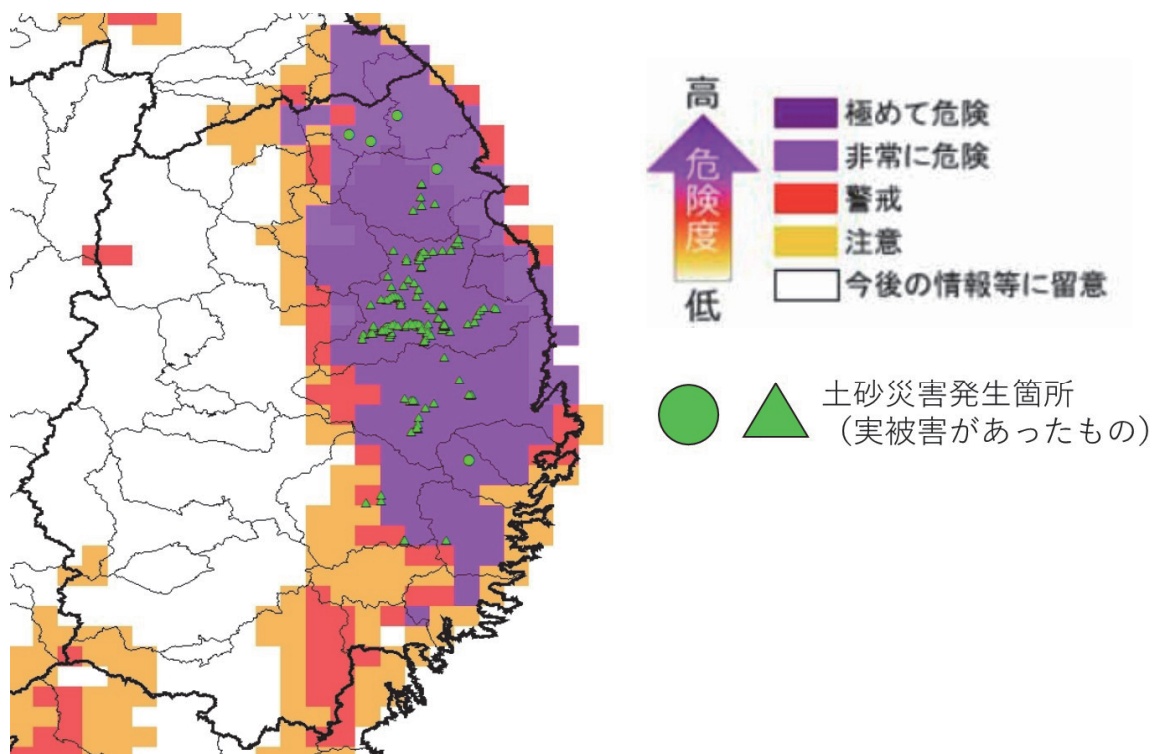 高
危険度
低
極めて危険
非常に危険
警戒
注意
今後の情報等に留意
土砂災害発生箇所
（実被害があったもの）